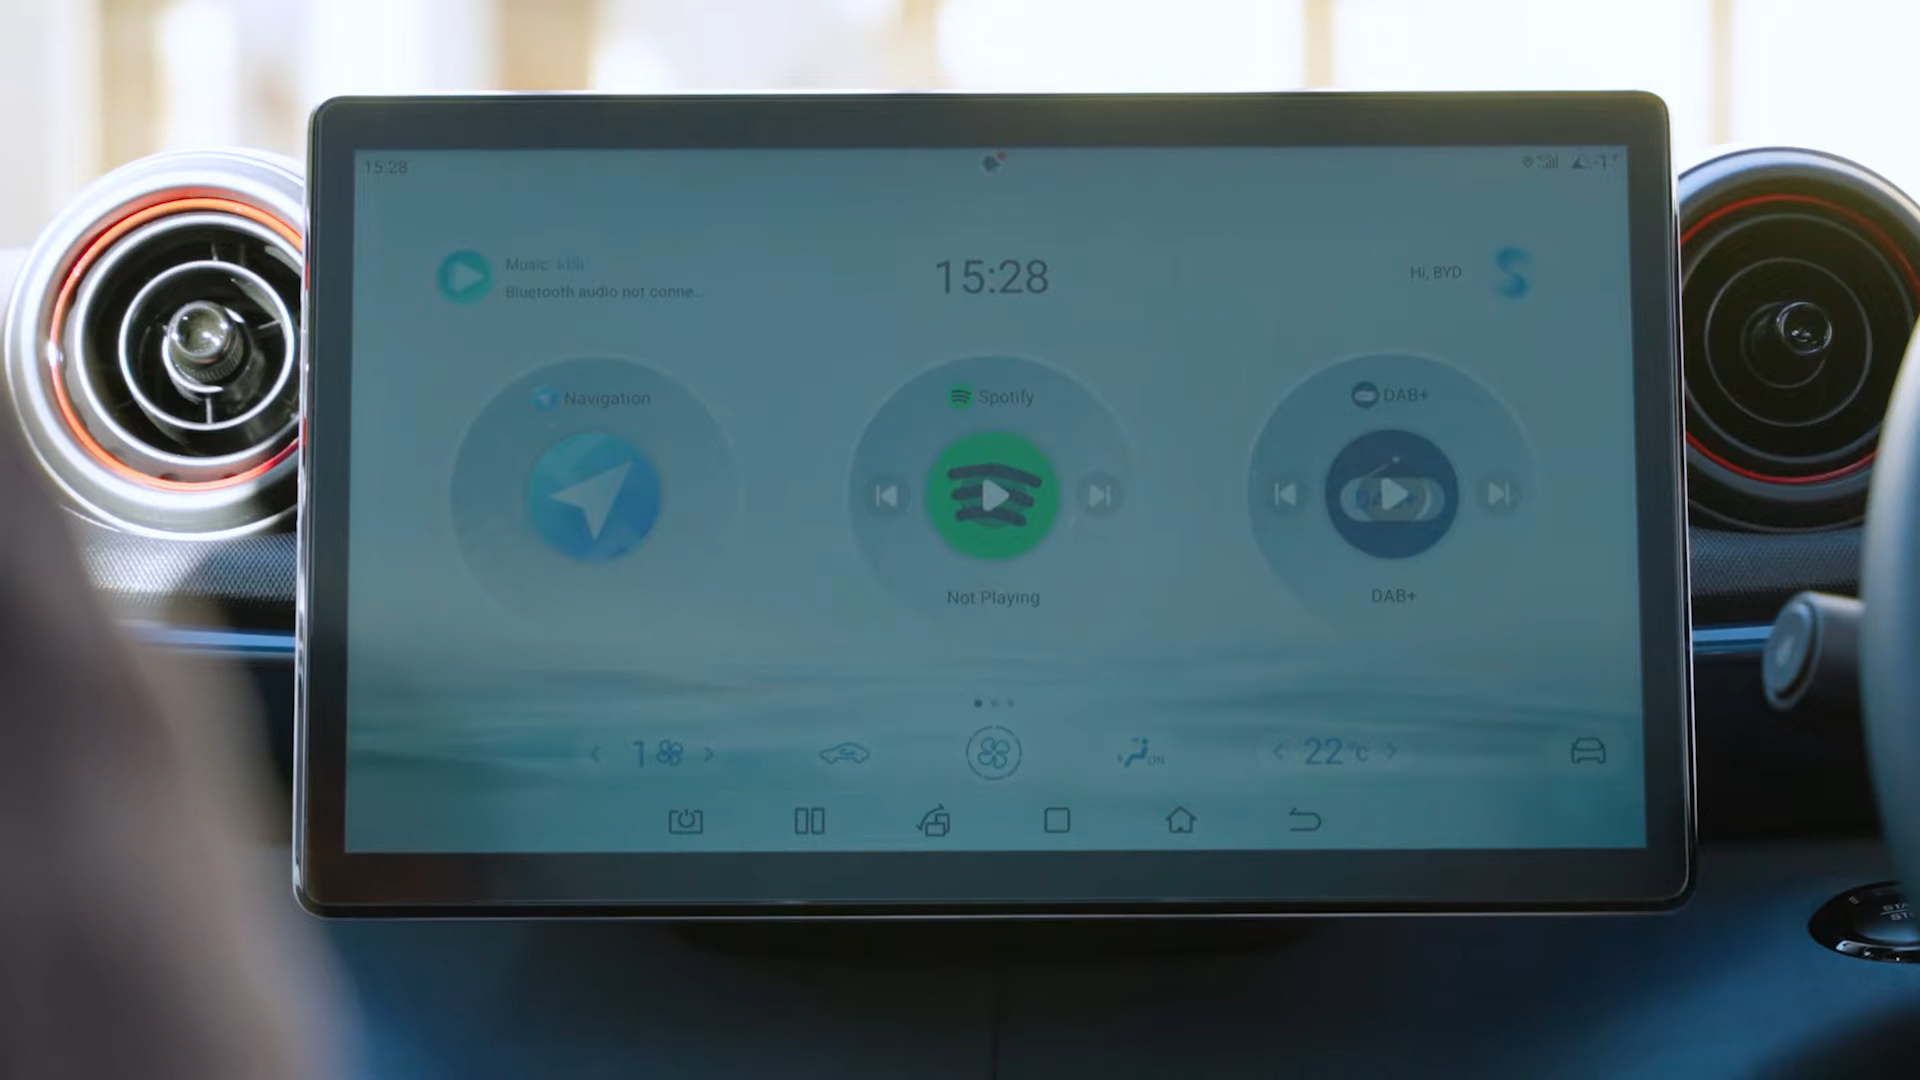 15:28
Music
Bluetooth audio not conne...
15:28
Hi, BYD
Navigation
Spotify
DAB+
Not Playing
DAB+
1
ON
22°C